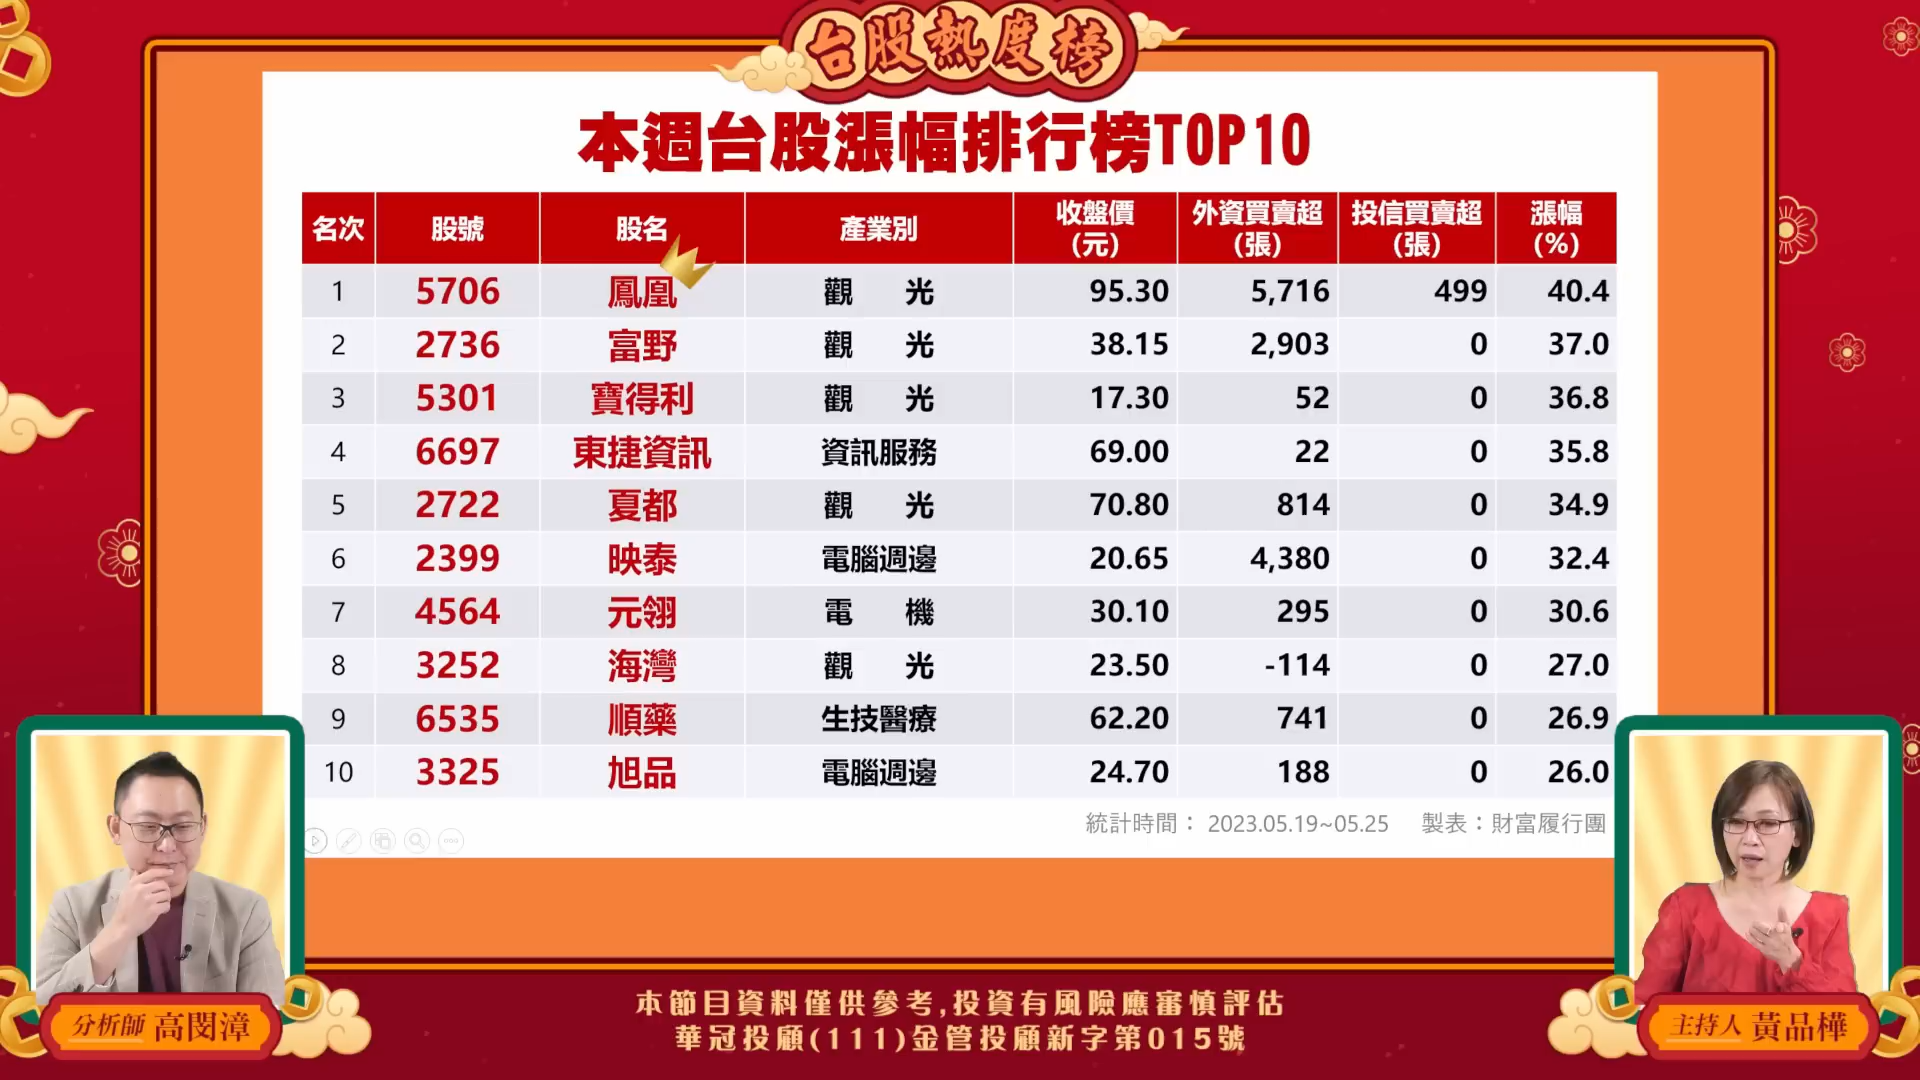 台股熱度榜
本週台股漲幅排行榜TOP10
名次 股號 股名 產業別 收盤價(元) 外資買賣超(張) 投信買賣超(張) 漲幅(%)
1 5706 鳳凰 觀光 95.30 5,716 499 40.4
2 2736 富野 觀光 38.15 2,903 0 37.0
3 5301 寶得利 觀光 17.30 52 0 36.8
4 6697 東捷資訊 資訊服務 69.00 22 0 35.8
5 2722 夏都 觀光 70.80 814 0 34.9
6 2399 映泰 電腦週邊 20.65 4,380 0 32.4
7 4564 元翎 電機 30.10 295 0 30.6
8 3252 海灣 觀光 23.50 -114 0 27.0
9 6535 順藥 生技醫療 62.20 741 0 26.9
10 3325 旭品 電腦週邊 24.70 188 0 26.0
統計時間： 2023.05.19~05.25 製表：財富履行團
分析師 高閔漳
主持人 黃品樺
本節目資料僅供參考,投資有風險應審慎評估
華冠投顧(111)金管投顧新字第015號